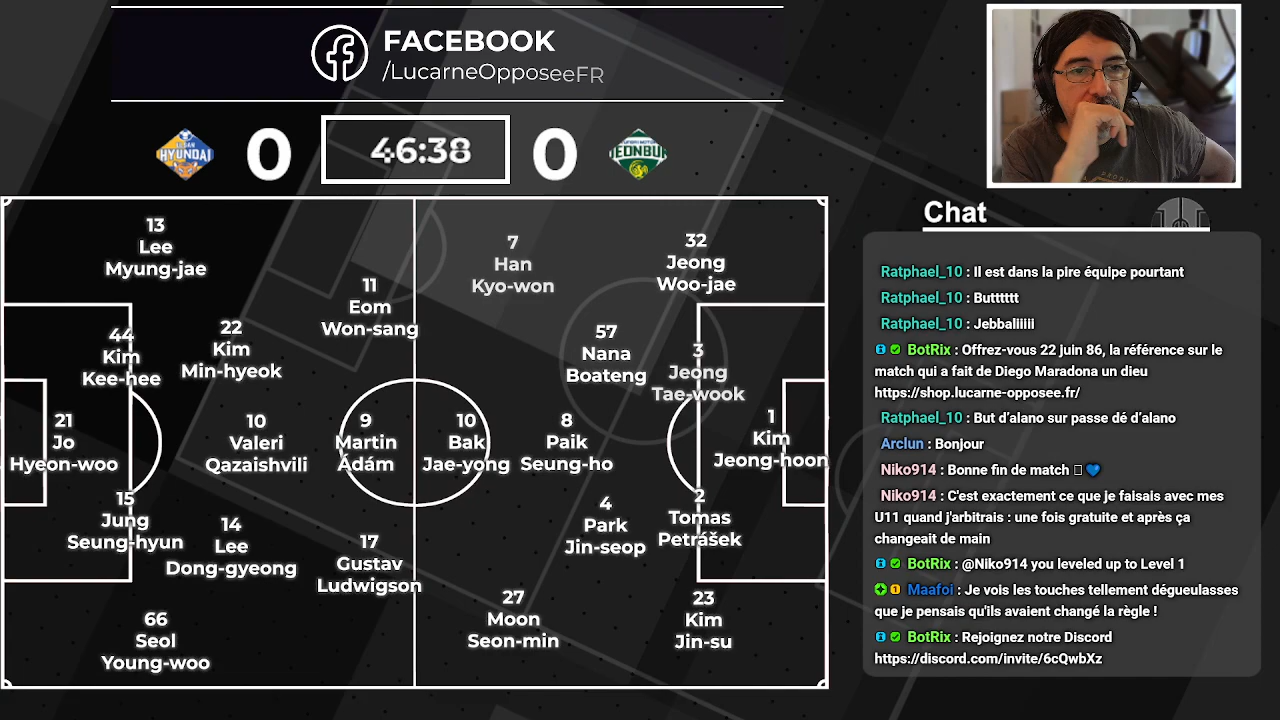 FACEBOOK
/LucarneOpposeeFR
HYUNDAI
0
46:38
0
13
Lee
Myung-jae
7
Han
Kyo-won
32
Jeong
Woo-jae
11
Eom
Won-sang
44
Kim
Kee-hee
22
Kim
Min-hyeok
57
Nana
Boateng
3
Jeong
Tae-wook
21
Jo
Hyeon-woo
10
Valeri
Qazaishvili
9
Martin
Ádám
10
Bak
Jae-yong
8
Paik
Seung-ho
1
Kim
Jeong-hoon
15
Jung
Seung-hyun
14
Lee
Dong-gyeong
17
Gustav
Ludwigson
4
Park
Jin-seop
2
Tomas
Petrášek
66
Seol
Young-woo
27
Moon
Seon-min
23
Kim
Jin-su
Chat
Ratphael_10 : Il est dans la pire équipe pourtant
Ratphael_10 : Butttttt
Ratphael_10 : Jebbaliiiiii
BotRix : Offrez-vous 22 juin 86, la référence sur le
match qui a fait de Diego Maradona un dieu
https://shop.lucarne-opposee.fr/
Ratphael_10 : But d'alano sur passe dé d'alano
Arclun : Bonjour
Niko914 : Bonne fin de match 💙
Niko914 : C'est exactement ce que je faisais avec mes
U11 quand j'arbitrais : une fois gratuite et après ça
changeait de main
BotRix : @Niko914 you leveled up to Level 1
Maafoi : Je vois les touches tellement dégueulasses
que je pensais qu'ils avaient changé la règle !
BotRix : Rejoignez notre Discord
https://discord.com/invite/6cQwbXz